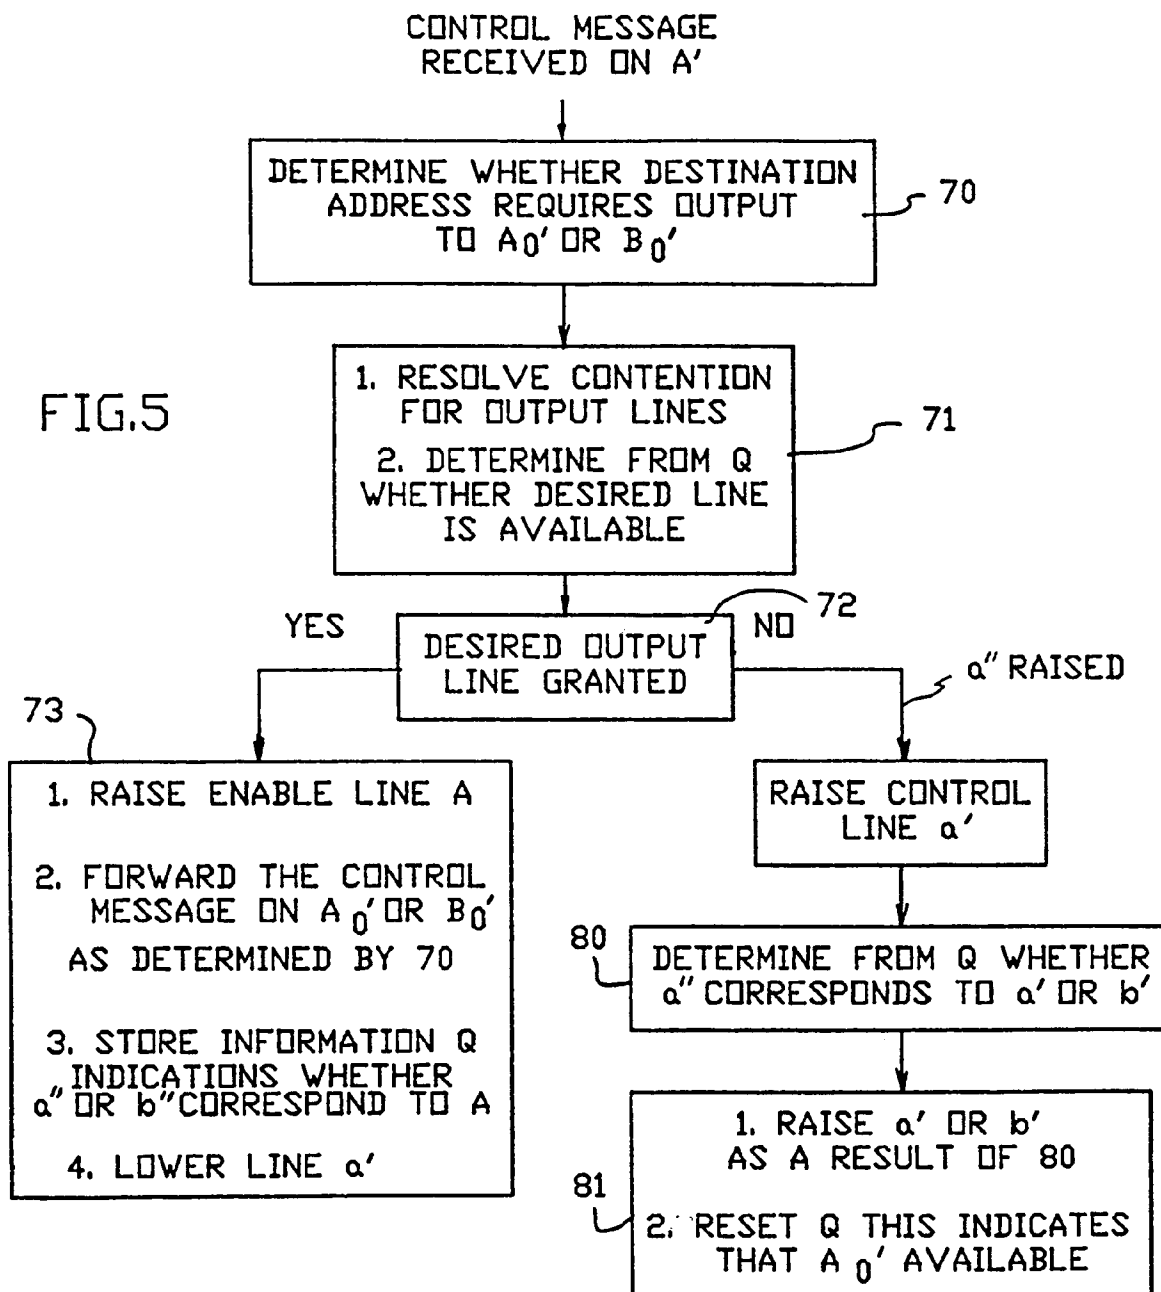 CONTROL MESSAGE
RECEIVED ON A'
DETERMINE WHETHER DESTINATION
ADDRESS REQUIRES OUTPUT
TO A0' OR B0'
70
FIG.5
1. RESOLVE CONTENTION
FOR OUTPUT LINES
2. DETERMINE FROM Q
WHETHER DESIRED LINE
IS AVAILABLE
71
YES
DESIRED OUTPUT
LINE GRANTED
72
NO
a" RAISED
73
1. RAISE ENABLE LINE A
2. FORWARD THE CONTROL
MESSAGE ON A0' OR B0'
AS DETERMINED BY 70
3. STORE INFORMATION Q
INDICATIONS WHETHER
a" OR b" CORRESPOND TO A
4. LOWER LINE a'
RAISE CONTROL
LINE a'
80
DETERMINE FROM Q WHETHER
a" CORRESPONDS TO a' OR b'
81
1. RAISE a' OR b'
AS A RESULT OF 80
2. RESET Q THIS INDICATES
THAT A0' AVAILABLE